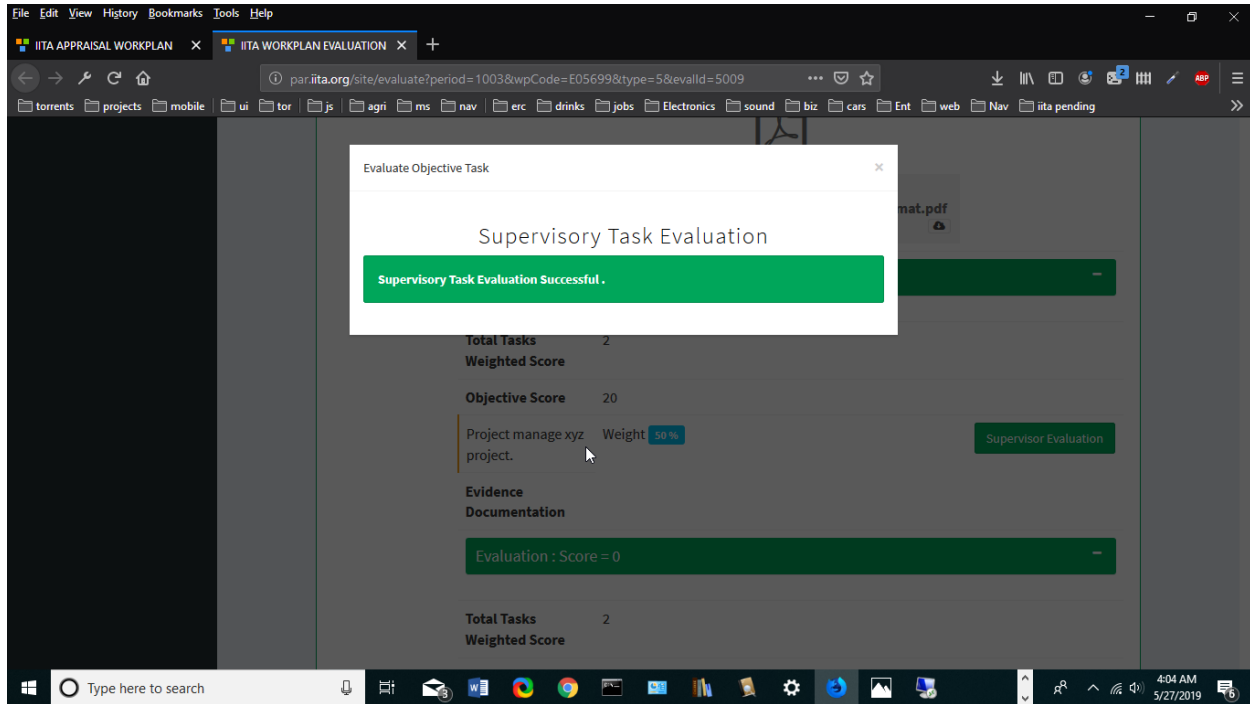 File Edit View History Bookmarks Tools Help
IITA APPRAISAL WORKPLAN
IITA WORKPLAN EVALUATION
par.iita.org/site/evaluate?period=1003&wpCode=E05699&type=5&evalId=5009
2
ABP
torrents projects mobile ui tor js agri ms nav erc drinks jobs Electronics sound biz cars Ent web Nav iita pending
Evaluate Objective Task
mat.pdf
Supervisory Task Evaluation
Supervisory Task Evaluation Successful .
Total Tasks 2
Weighted Score
Objective Score 20
Project manage xyz Weight 50 % Supervisor Evaluation
project.
Evidence
Documentation
Evaluation : Score = 0
Total Tasks 2
Weighted Score
Type here to search
3
4:04 AM
5/27/2019
6